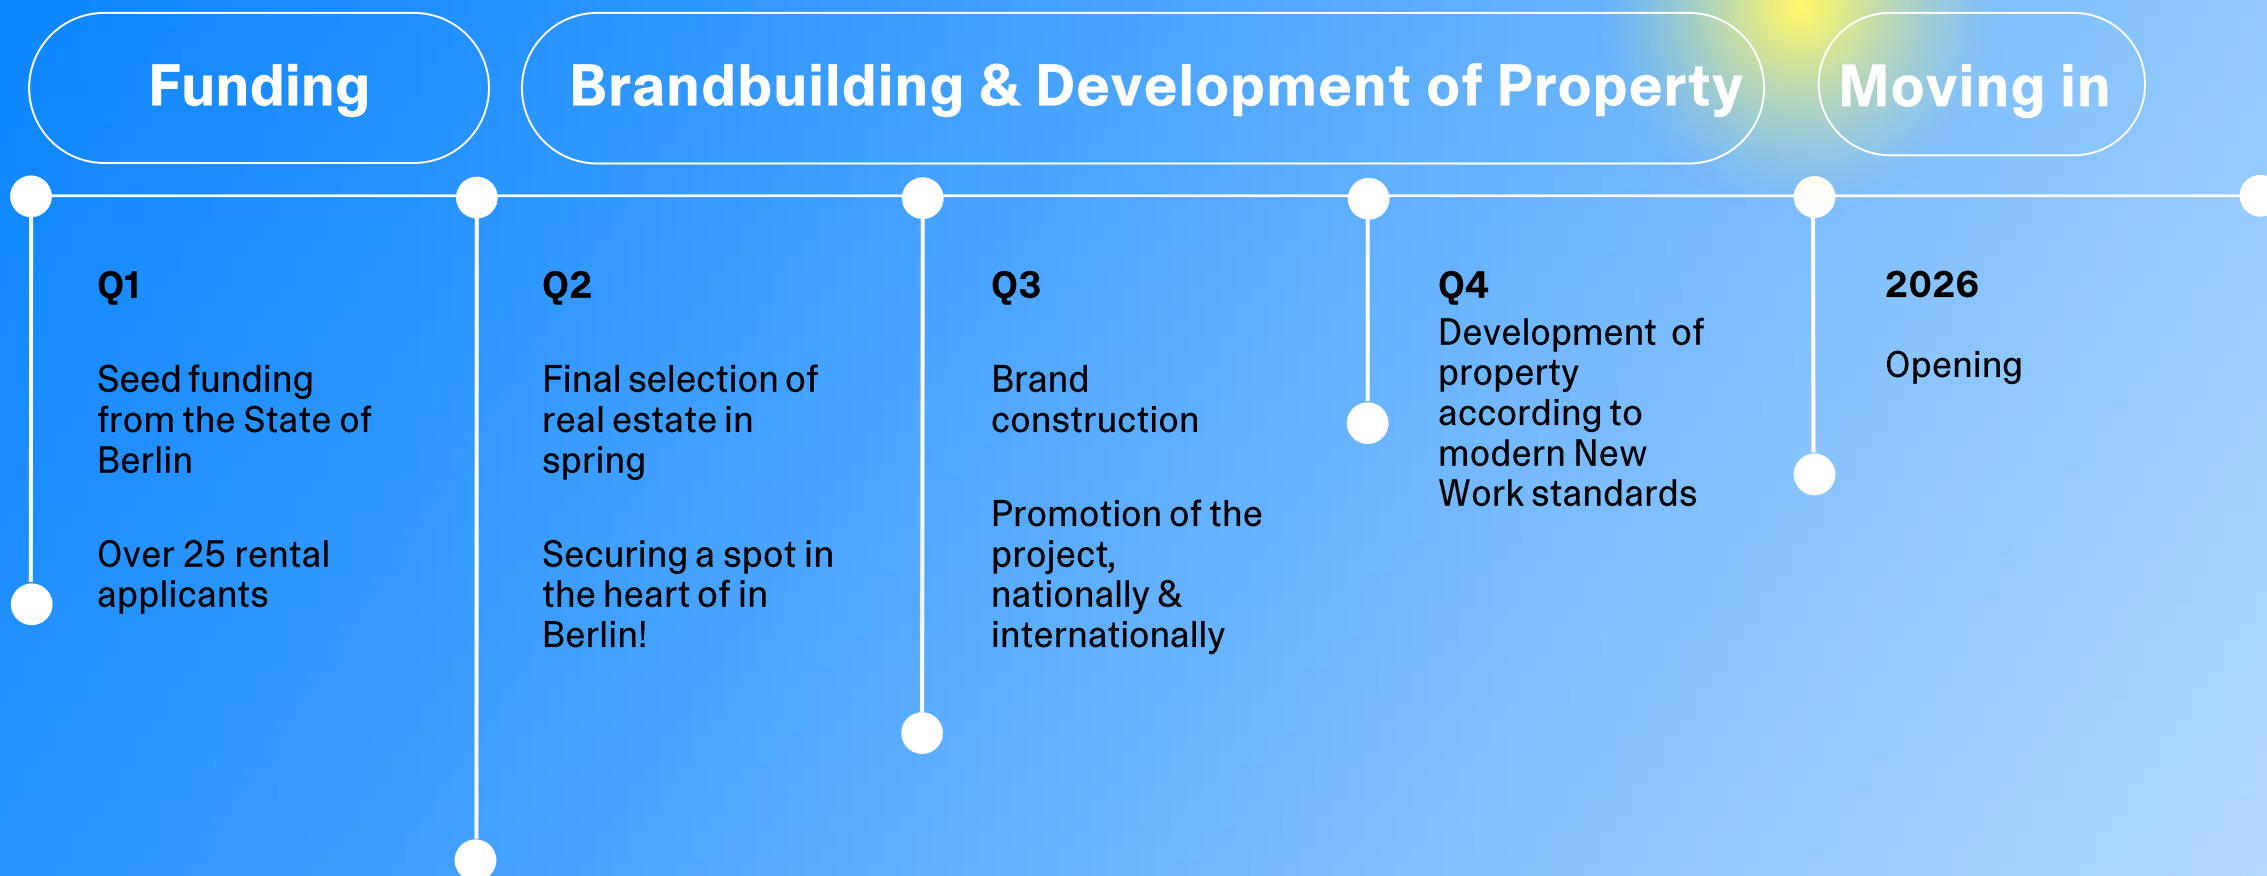 Funding
Brandbuilding & Development of Property
Moving in
Q1
Seed funding
from the State of
Berlin
Over 25 rental
applicants
Q2
Final selection of
real estate in
spring
Securing a spot in
the heart of in
Berlin!
Q3
Brand
construction
Promotion of the
project,
nationally &
internationally
Q4
Development of
property
according to
modern New
Work standards
2026
Opening